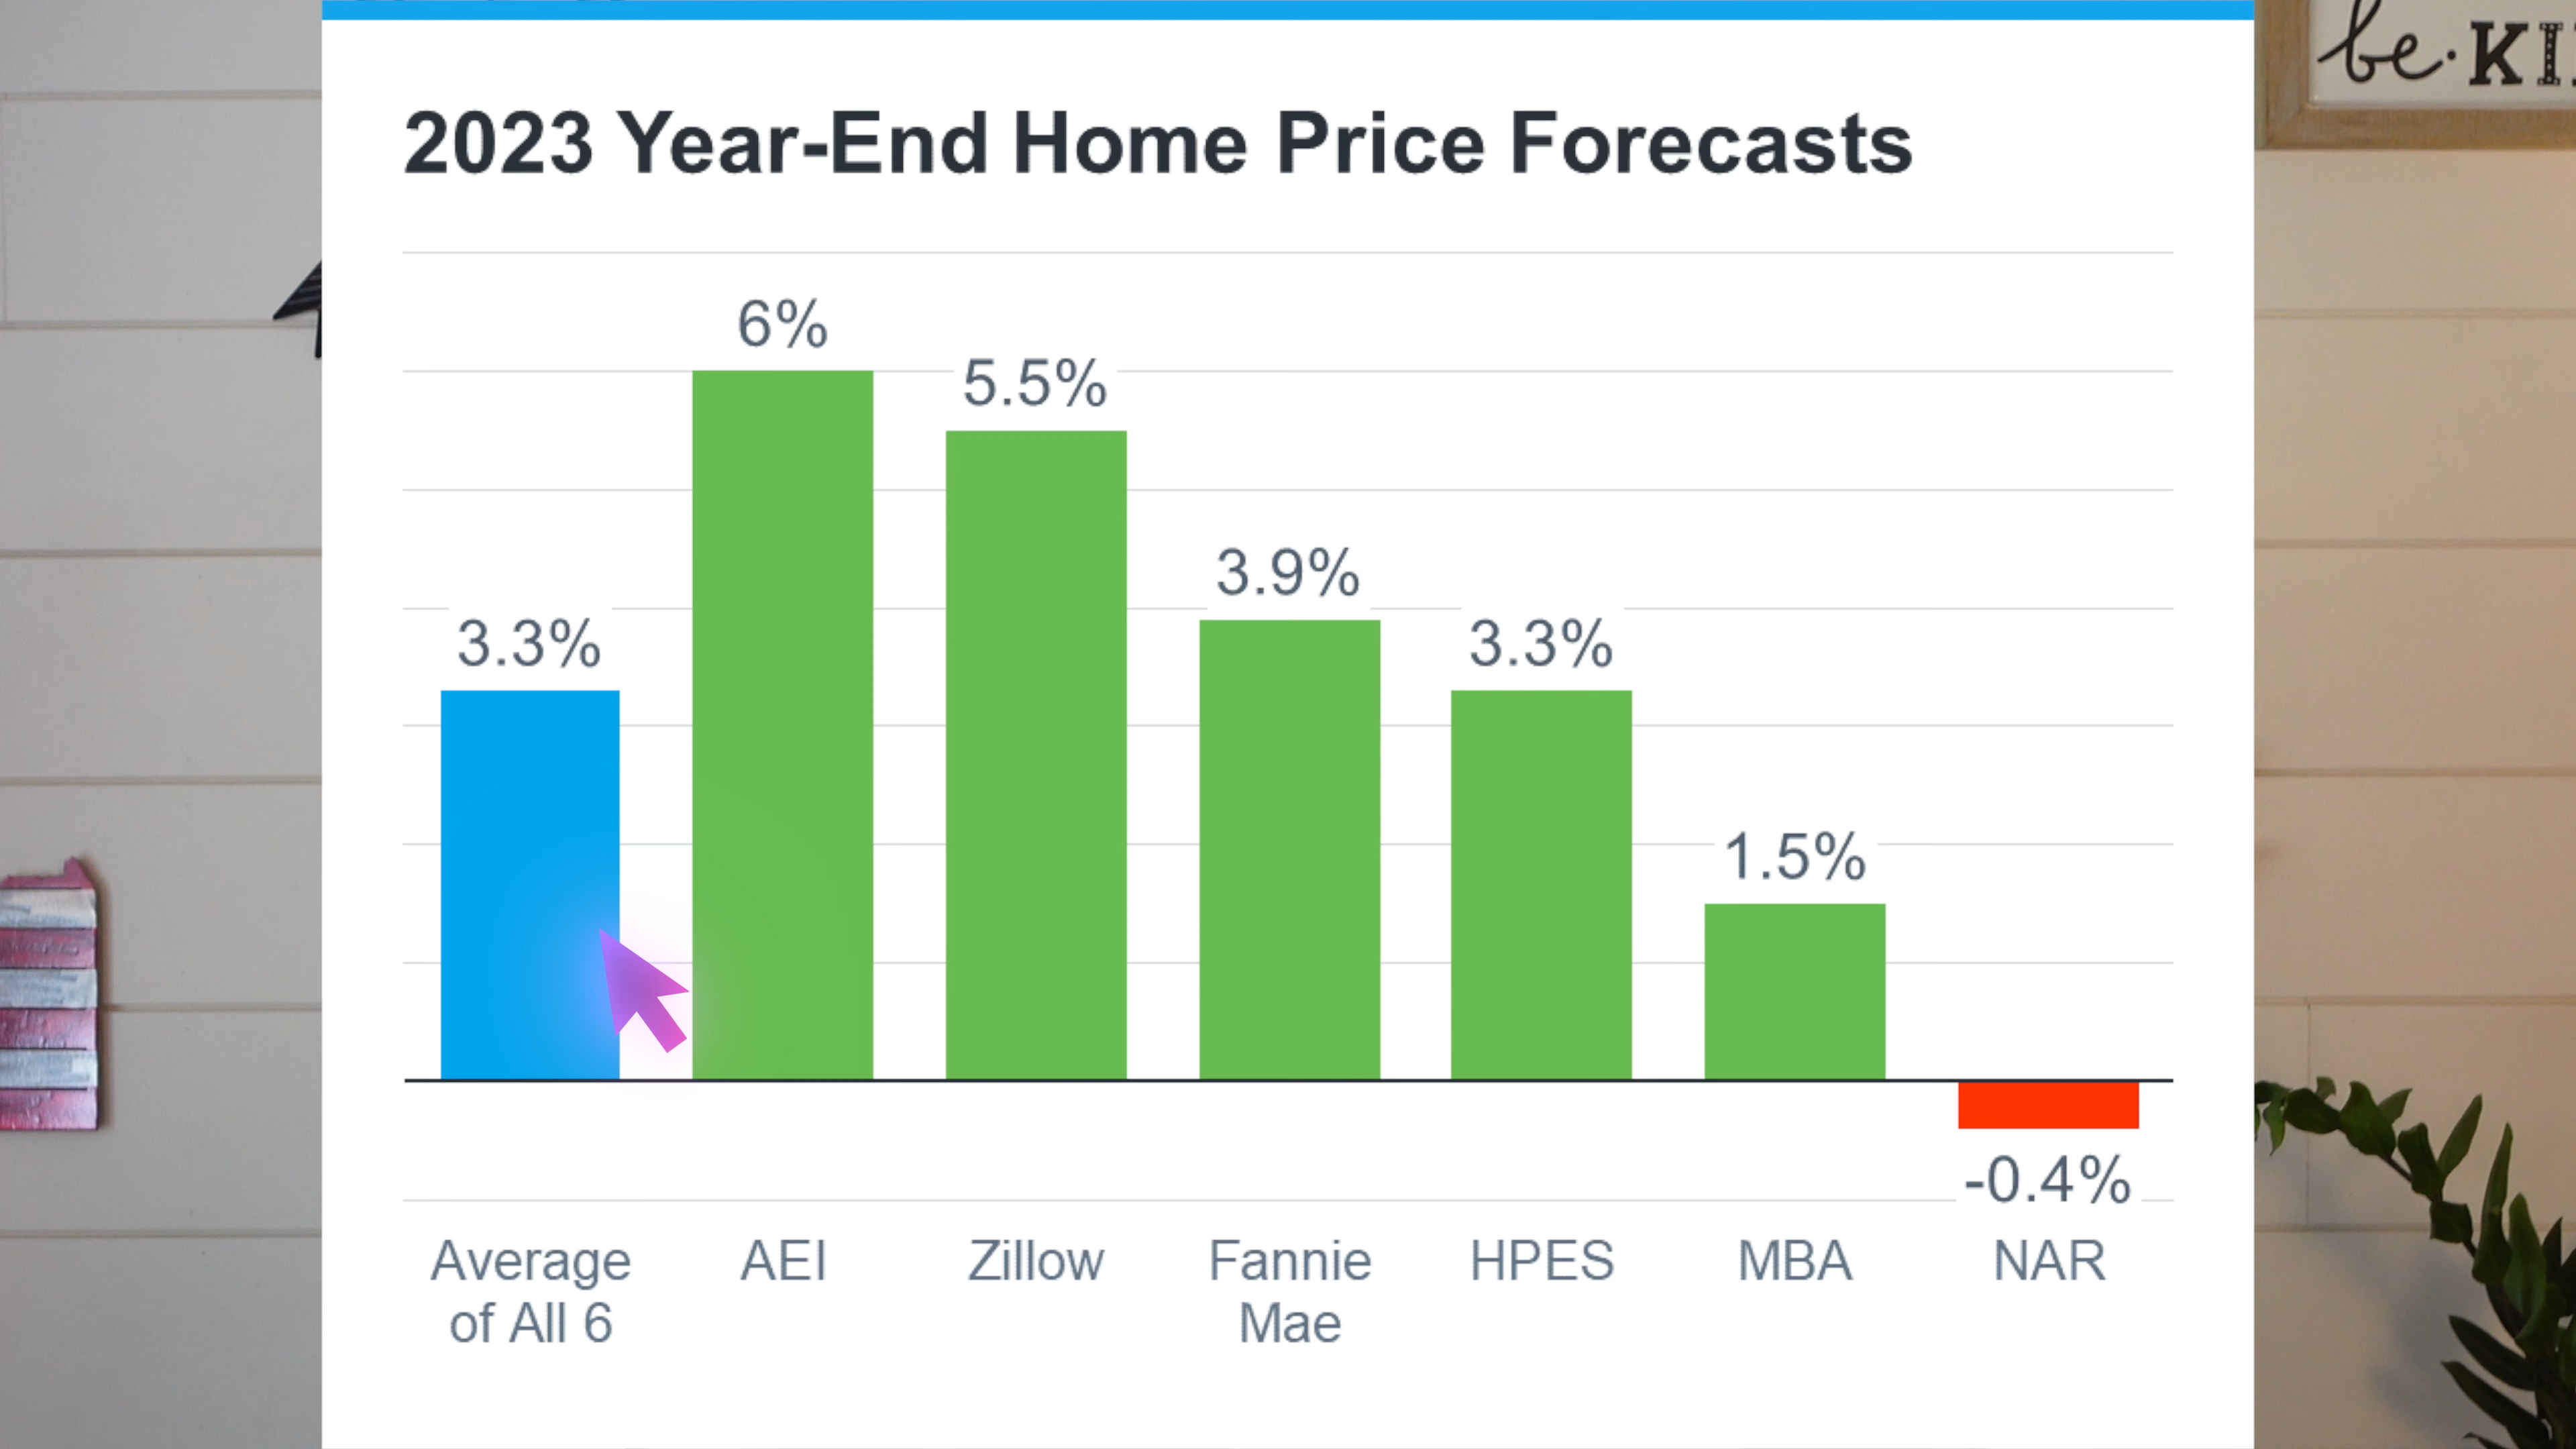 be·
2023 Year-End Home Price Forecasts
6%
5.5%
3.9%
3.3%
3.3%
1.5%
-0.4%
Average
of All 6
AEI
Zillow
Fannie
Mae
HPES
MBA
NAR